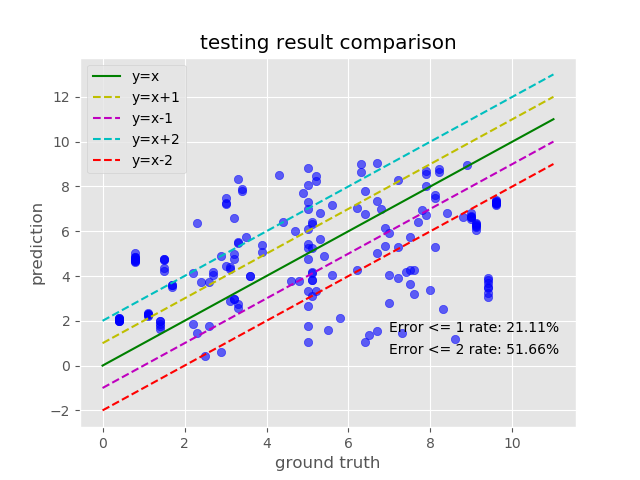 testing result comparison
y=x
y=x+1
y=x-1
y=x+2
y=x-2
12
10
8
6
4
2
0
−2
prediction
Error <= 1 rate: 21.11%
Error <= 2 rate: 51.66%
0
2
4
6
8
10
ground truth